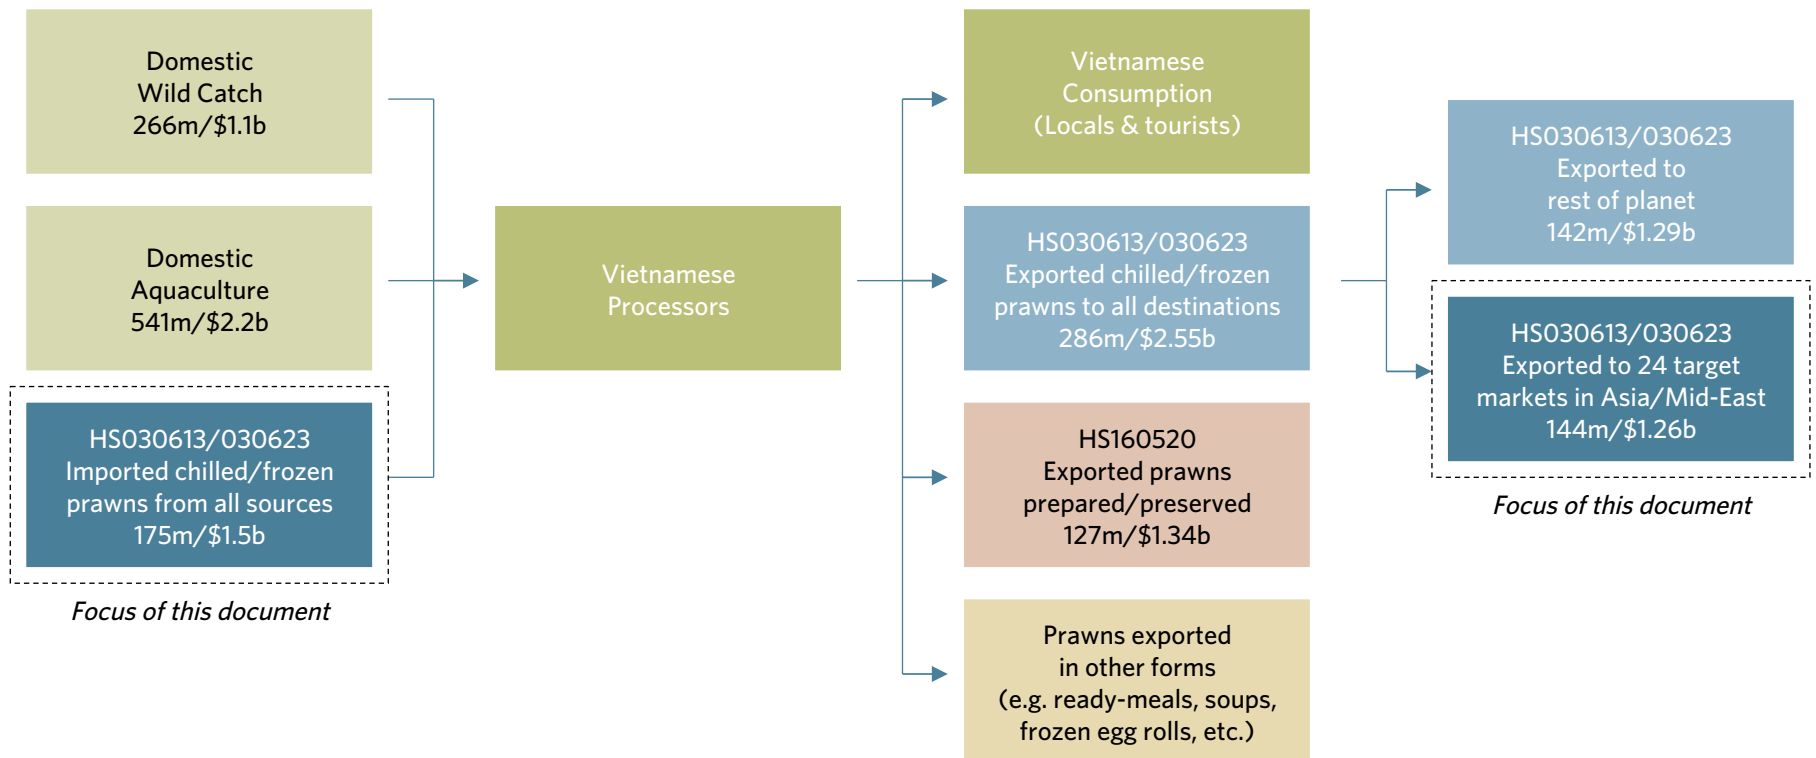 Domestic
Wild Catch
266m/$1.1b
Domestic
Aquaculture
541m/$2.2b
HS030613/030623
Imported chilled/frozen
prawns from all sources
175m/$1.5b
Focus of this document
Vietnamese
Processors
Vietnamese
Consumption
(Locals & tourists)
HS030613/030623
Exported chilled/frozen
prawns to all destinations
286m/$2.55b
HS160520
Exported prawns
prepared/preserved
127m/$1.34b
Prawns exported
in other forms
(e.g. ready-meals, soups,
frozen egg rolls, etc.)
HS030613/030623
Exported to
rest of planet
142m/$1.29b
HS030613/030623
Exported to 24 target
markets in Asia/Mid-East
144m/$1.26b
Focus of this document